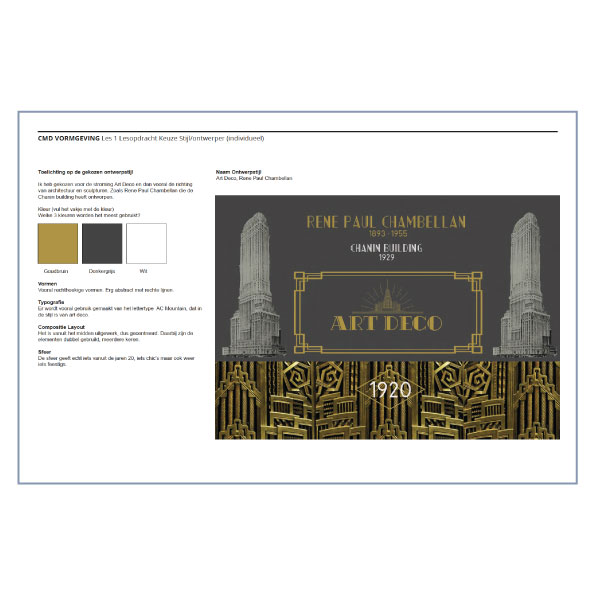 CMD VORMGEVING Les 1 Lesopdracht Keuze Stijl/ontwerper (individueel)
Toelichting op de gekozen ontwerpstijl
Ik heb gekozen voor de stroming Art Deco en dan vooral de richting
van architectuur en sculpturen. Zoals Rene Paul Chambellan die de
Chanin building heeft ontworpen.
Kleur (vul het vakje met de kleur)
Welke 3 kleuren worden het meest gebruikt?
Goudbruin Donkergrijs Wit
Vormen
Vooral rechthoekige vormen. Erg abstract met rechte lijnen.
Typografie
Er wordt vooral gebruik gemaakt van het lettertype AC Mountain, dat in
de stijl is van art deco.
Compositie Layout
Het is vanuit het midden uitgewerk, dus gecentreerd. Daarbij zijn de
elementen dubbel gebruikt, meerdere keren.
Sfeer
De sfeer geeft echt iets vanuit de jaren 20, iets chic's maar ook weer
iets feestigs.
Naam Ontwerpstijl
Art Deco, Rene Paul Chambellan
RENE PAUL CHAMBELLAN
1893 - 1955
CHANIN BUILDING
1929
ART DECO
1920